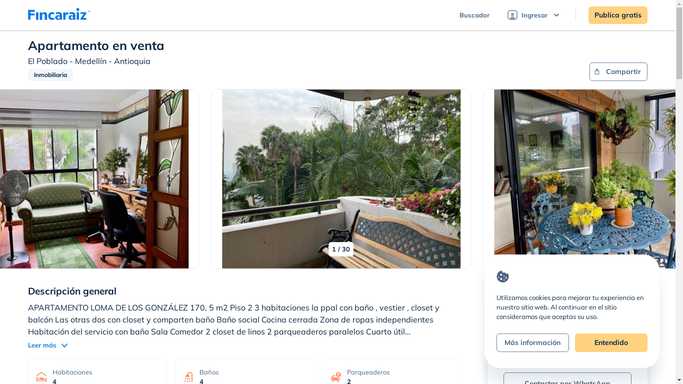 Fincaraiz
Buscador
Ingresar
Publica gratis
Apartamento en venta
El Poblado - Medellín - Antioquia
Inmobiliaria
Compartir
1 / 30
Descripción general
APARTAMENTO LOMA DE LOS GONZÁLEZ 170, 5 m2 Piso 2 3 habitaciones la ppal con baño , vestier , closet y
balcón Las otras dos con closet y comparten baño Baño social Cocina cerrada Zona de ropas independientes
Habitación del servicio con baño Sala Comedor 2 closet de linos 2 parqueaderos paralelos Cuarto útil...
Leer más
Habitaciones
4
Baños
4
Parqueaderos
2
Utilizamos cookies para mejorar tu experiencia en
nuestro sitio web. Al continuar en el sitio
consideramos que aceptas su uso.
Más información
Entendido
Contactar por WhatsApp